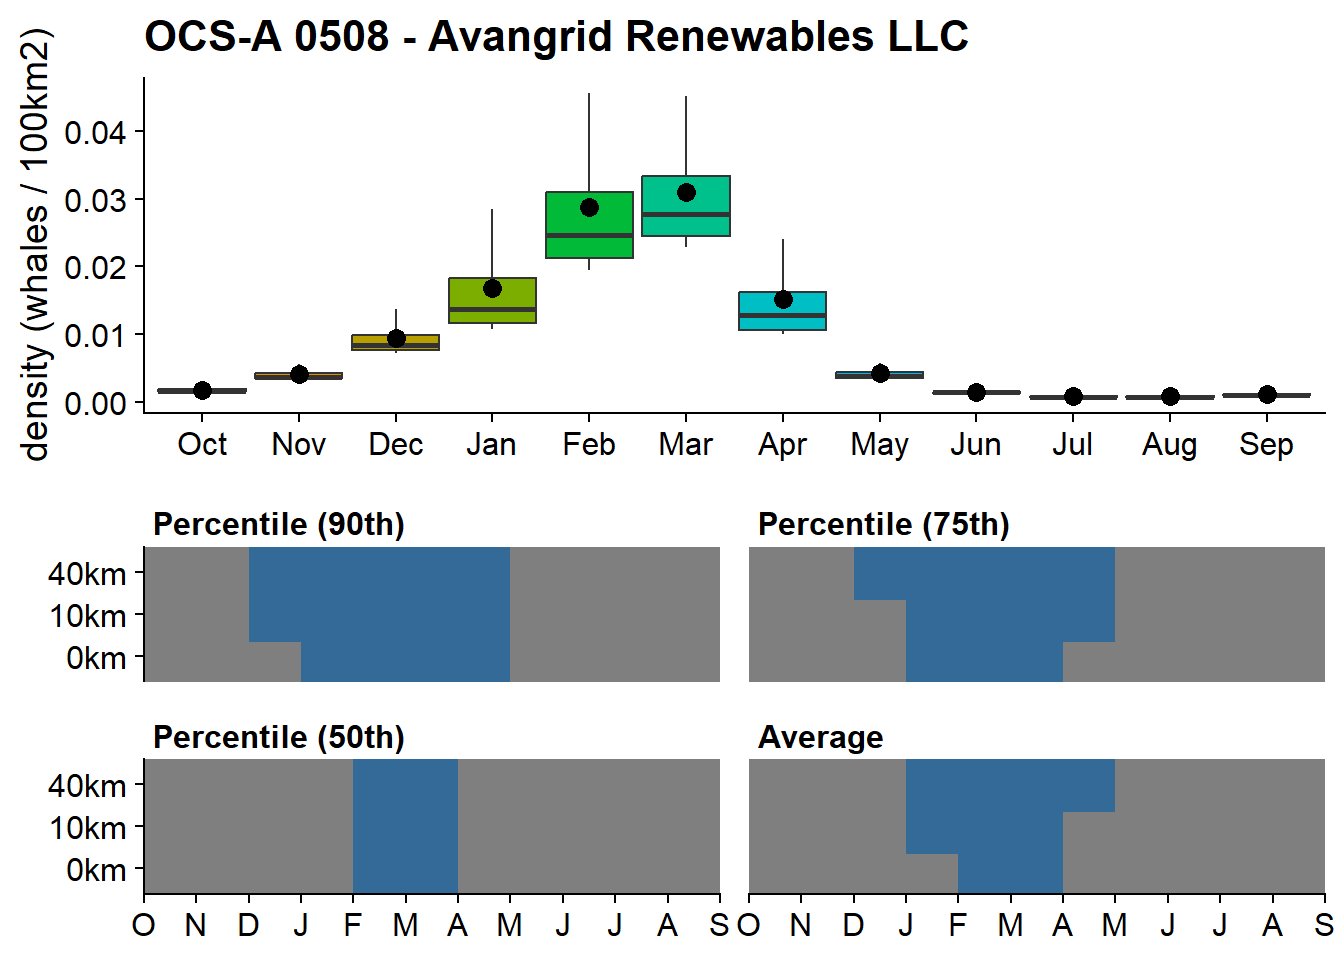 OCS-A 0508 - Avangrid Renewables LLC
density (whales / 100km2)
0.04
0.03
0.02
0.01
0.00
Oct Nov Dec Jan Feb Mar Apr May Jun Jul Aug Sep
Percentile (90th) Percentile (75th)
40km
10km
0km
Percentile (50th) Average
40km
10km
0km
O N D J F M A M J J A S O N D J F M A M J J A S